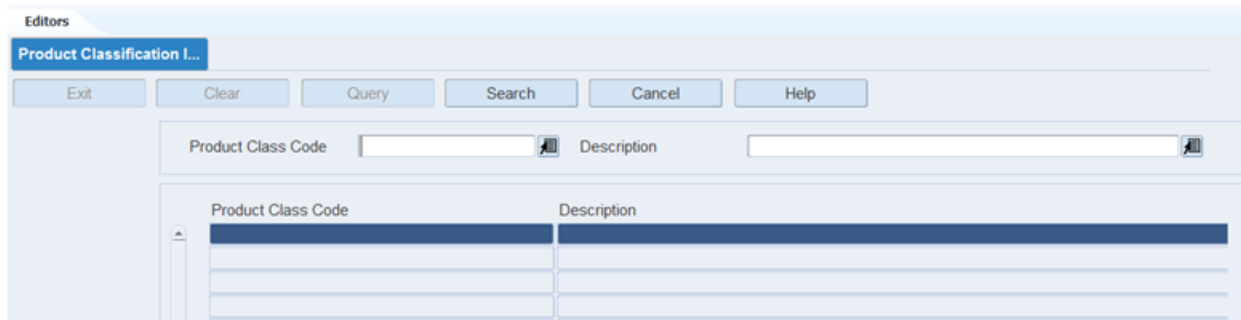 Editors
Product Classification I...
Exit Clear Query Search Cancel Help
Product Class Code Description
Product Class Code Description